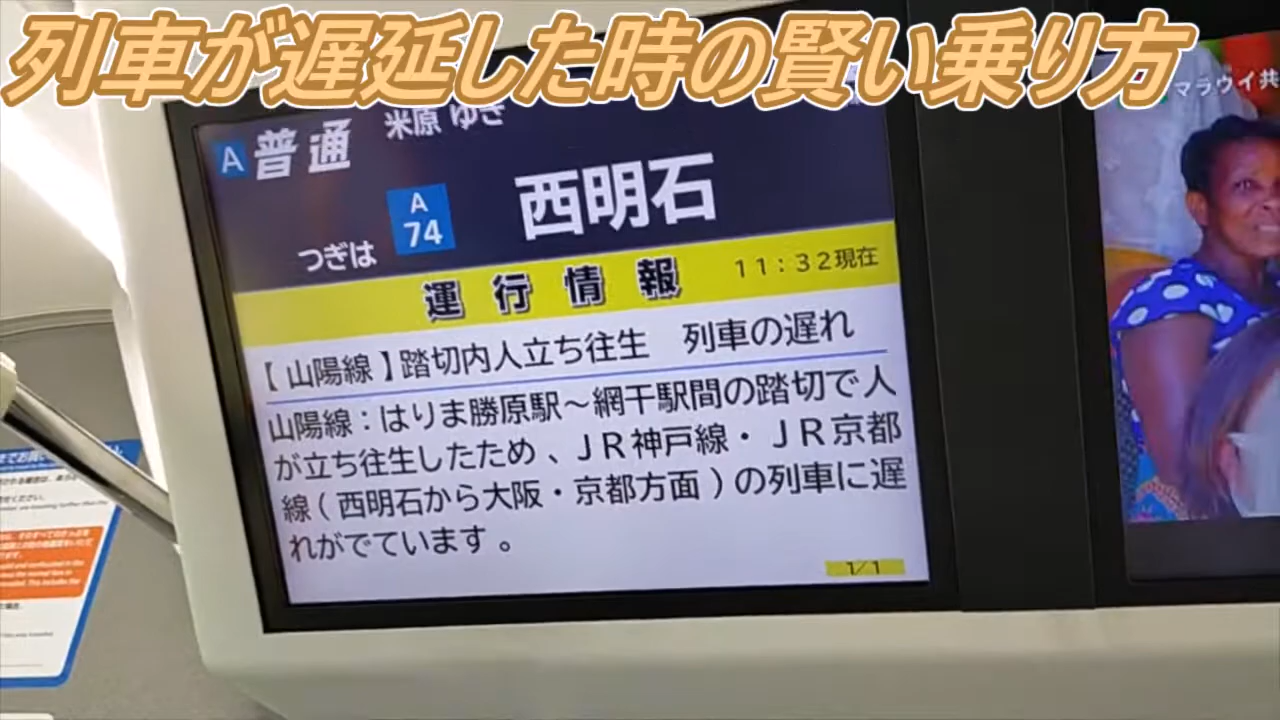 列車が遅延した時の賢い乗り方
マラウイ共
A 普通 米原 ゆき
A
74
西明石
つぎは
運行情報 11:32現在
【山陽線】踏切内人立ち往生 列車の遅れ
山陽線：はりま勝原駅～網干駅間の踏切で人
が立ち往生したため、ＪＲ神戸線・ＪＲ京都
線（西明石から大阪・京都方面）の列車に遅
れがでています。
1/1